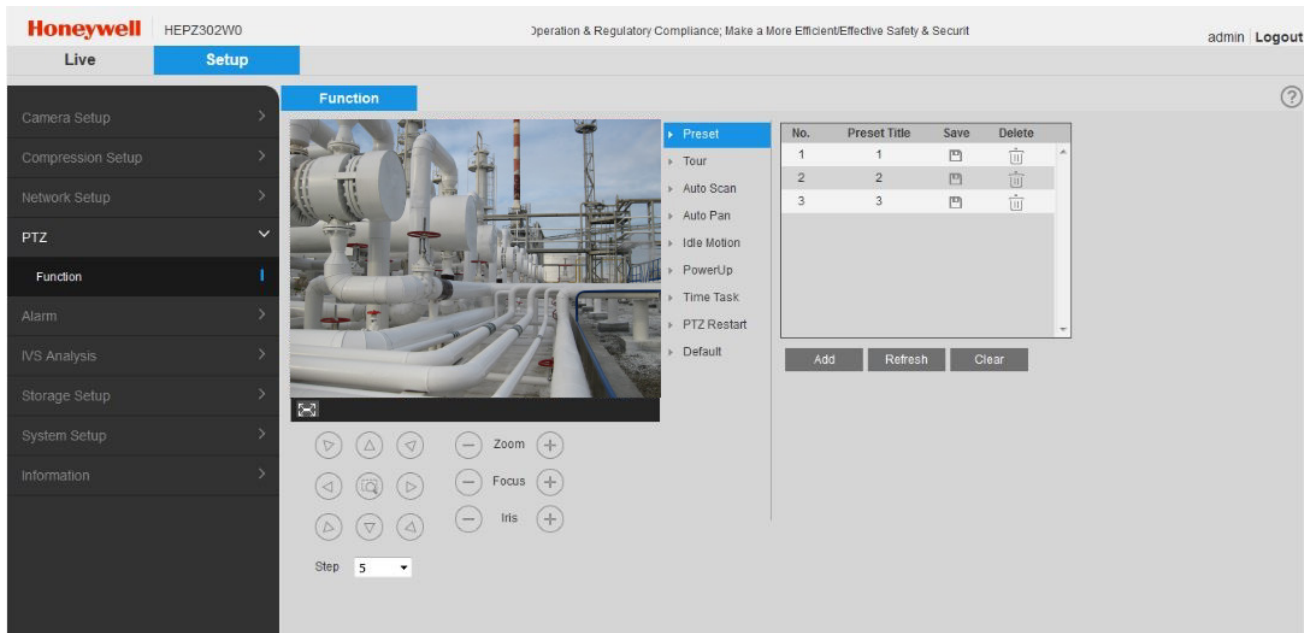 Honeywell HEPZ302W0 Operation & Regulatory Compliance; Make a More Efficient/Effective Safety & Securit admin Logout
Live Setup
Function
Camera Setup
Compression Setup
Network Setup
PTZ
Function
Alarm
IVS Analysis
Storage Setup
System Setup
Information
Preset
Tour
Auto Scan
Auto Pan
Idle Motion
PowerUp
Time Task
PTZ Restart
Default
No. Preset Title Save Delete
1 1
2 2
3 3
Add Refresh Clear
Zoom
Focus
Iris
Step 5